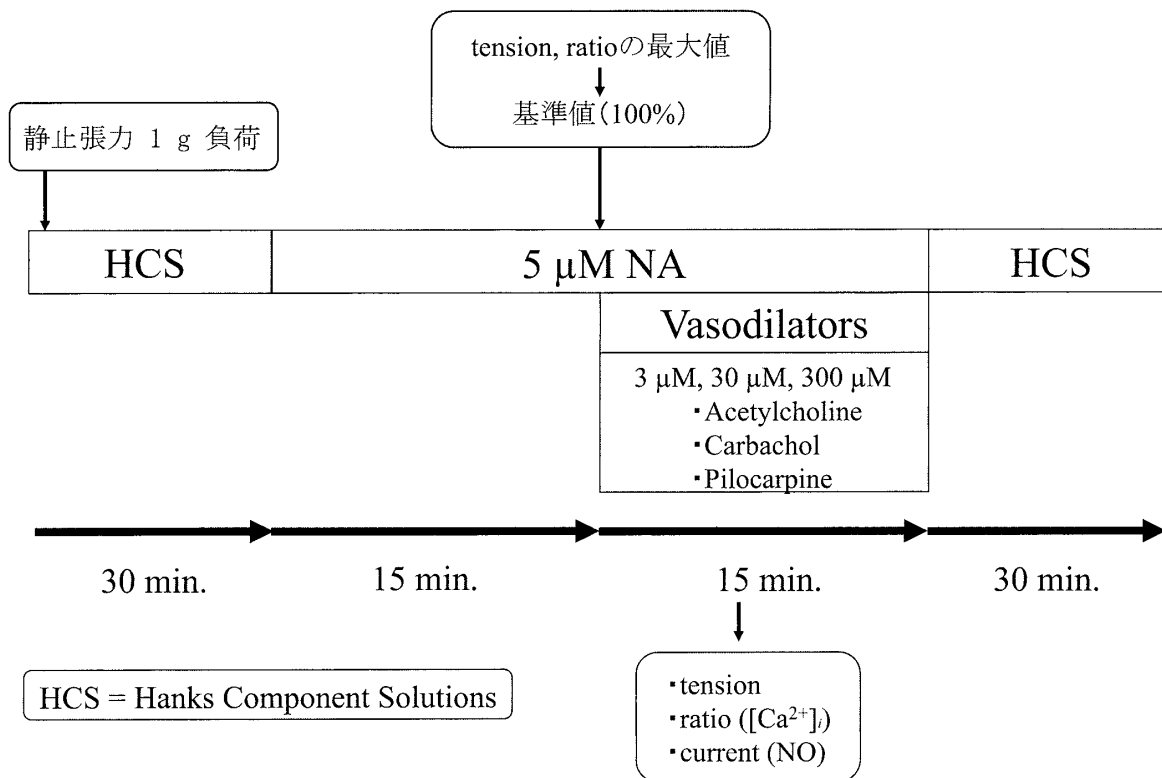 tension, ratioの最大値
基準値(100%)
静止張力 1 g 負荷
HCS
5 μM NA
HCS
Vasodilators
3 μM, 30 μM, 300 μM
・Acetylcholine
・Carbachol
・Pilocarpine
30 min.
15 min.
15 min.
30 min.
HCS = Hanks Component Solutions
・tension
・ratio ([Ca²⁺]ᵢ)
・current (NO)